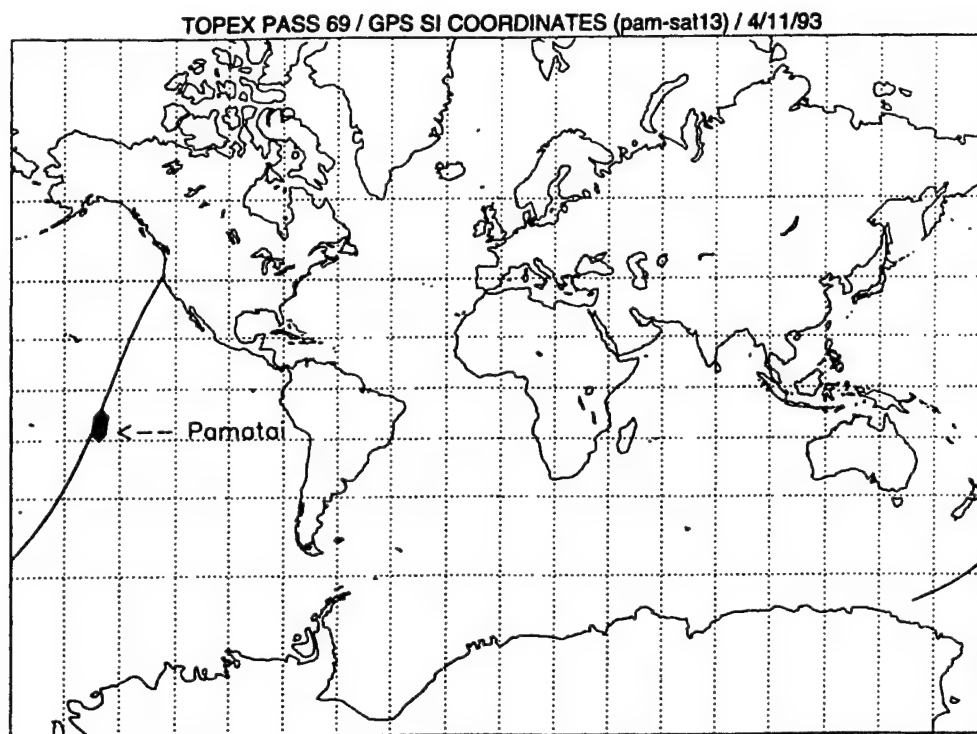 TOPEX PASS 69 / GPS SI COORDINATES (pam-sat13) / 4/11/93
<--- Pamatai